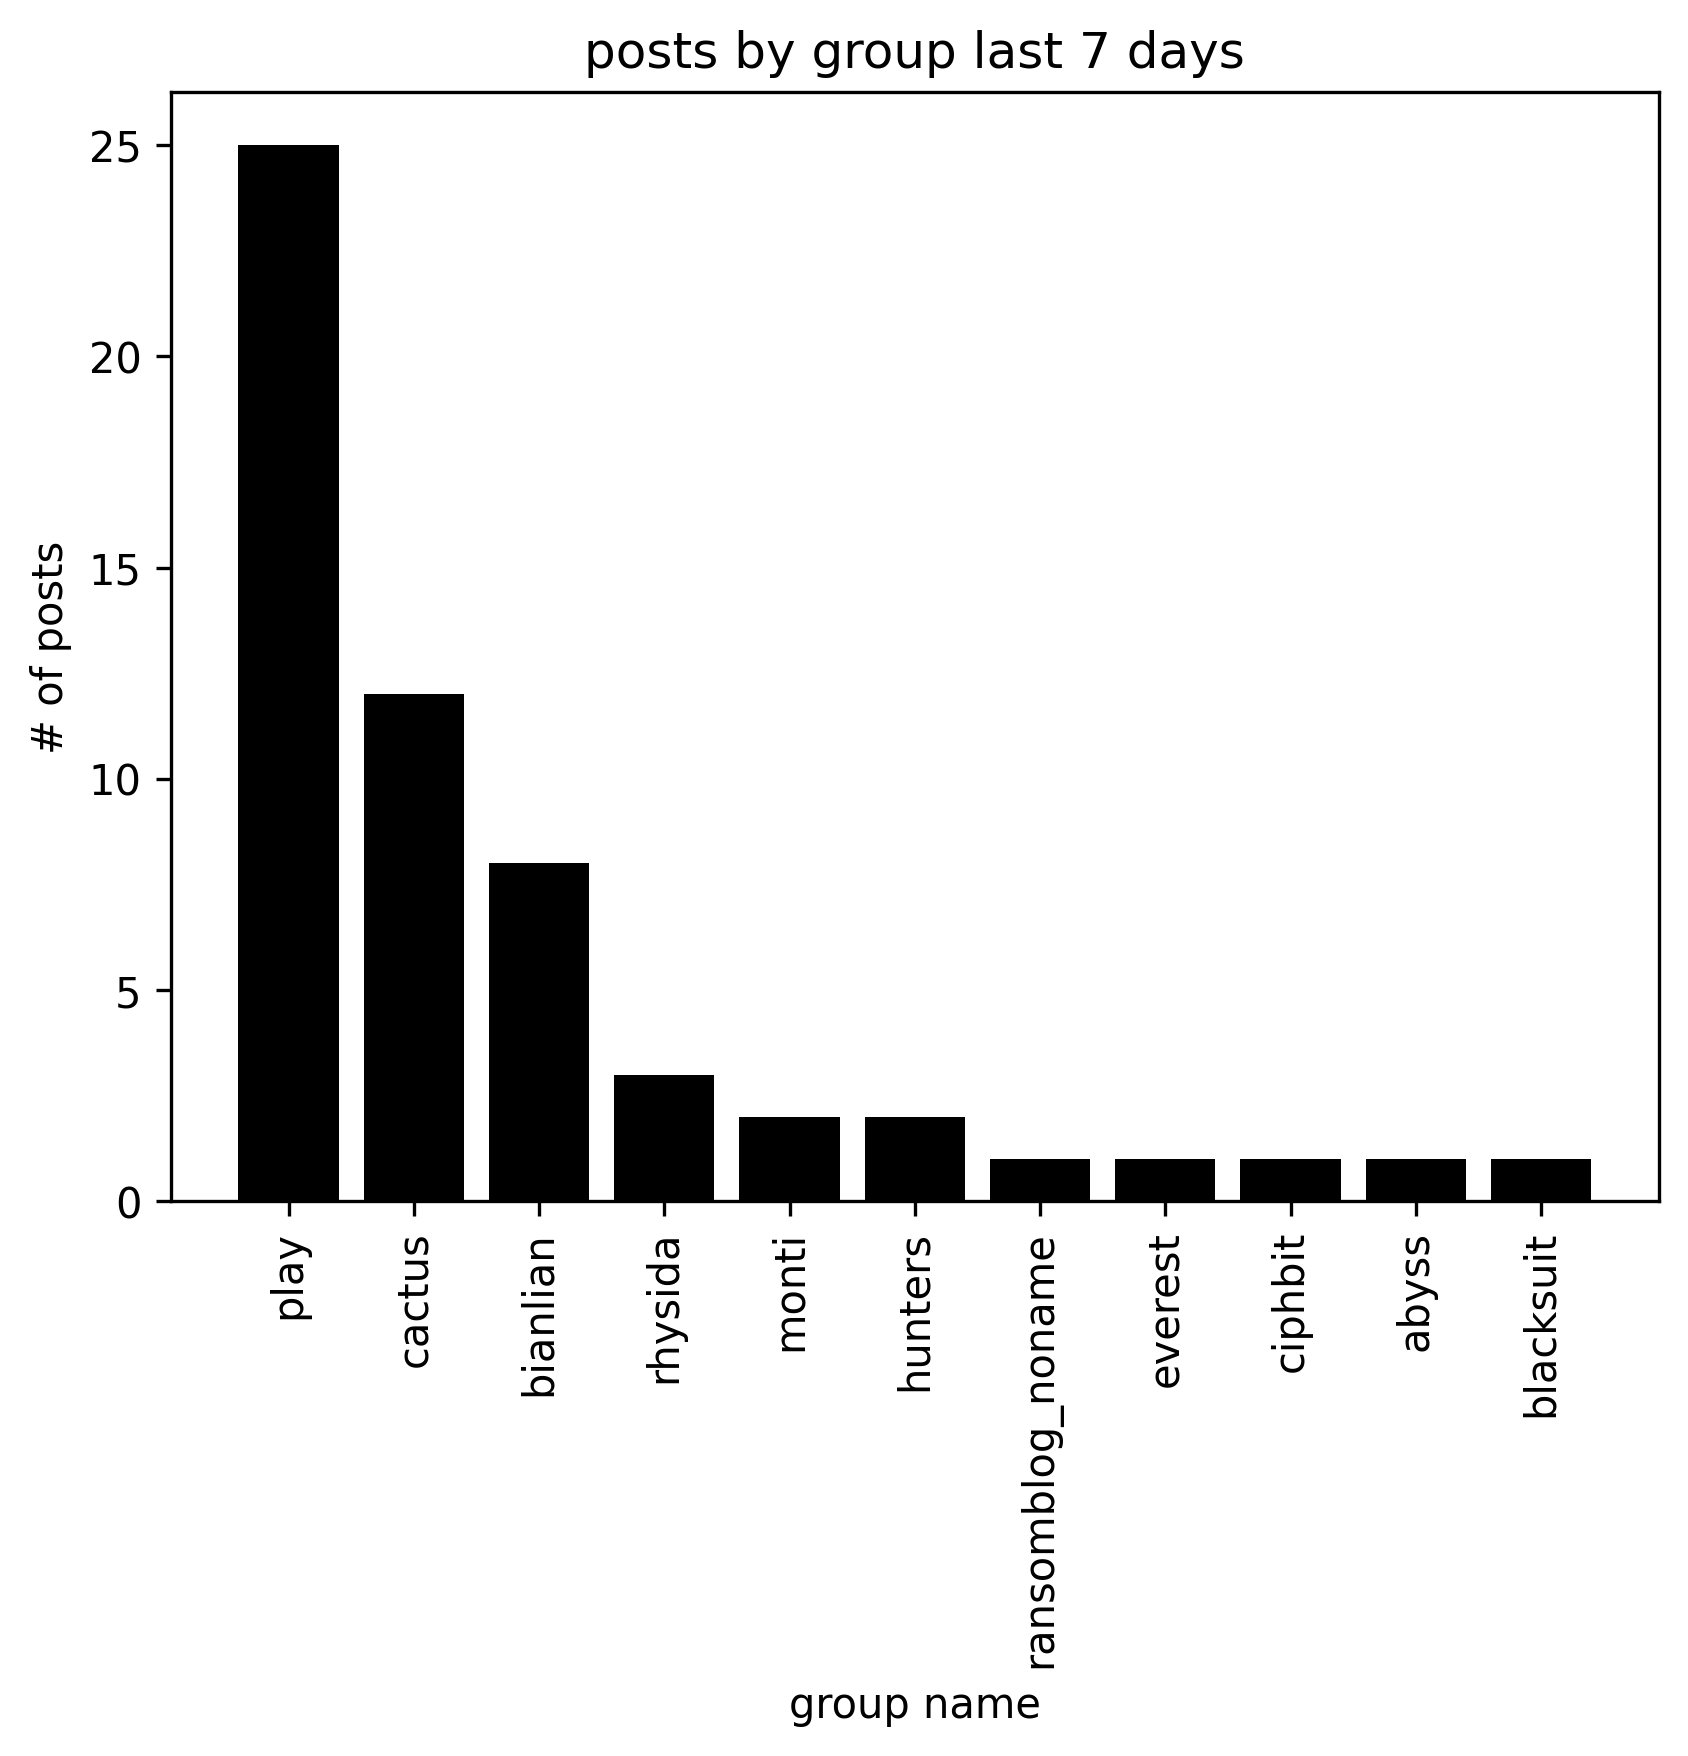 posts by group last 7 days
# of posts
25
20
15
10
5
0
play
cactus
bianlian
rhysida
monti
hunters
ransomblog_noname
everest
ciphbit
abyss
blacksuit
group name